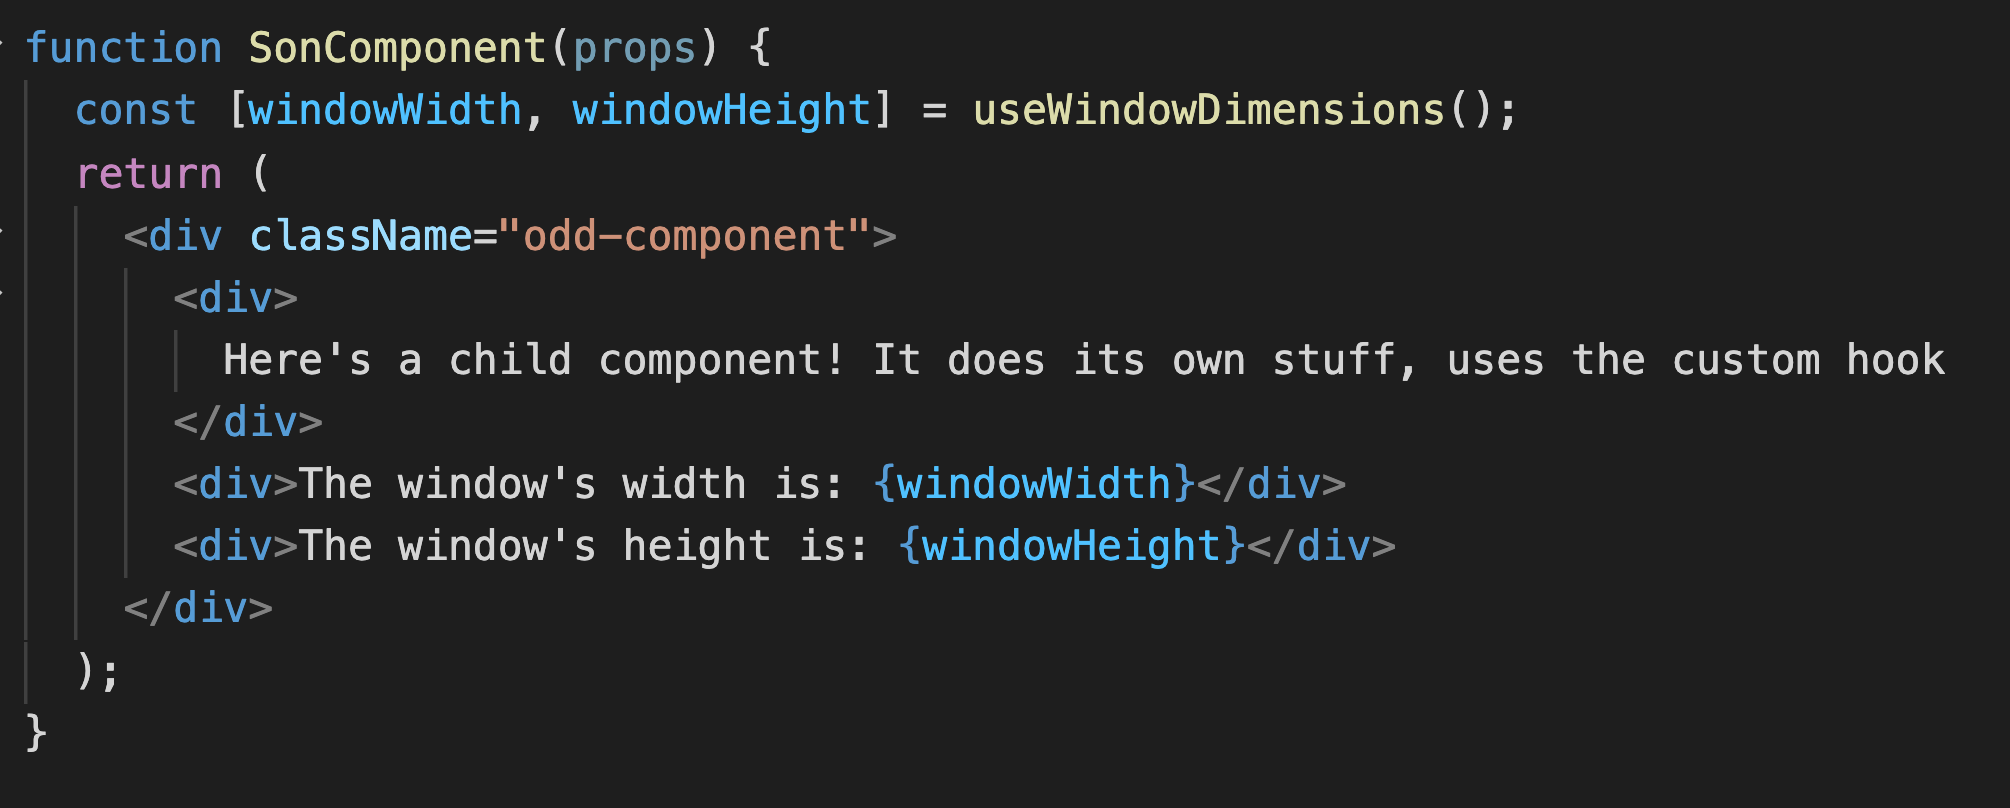 function SonComponent(props) {
const [windowWidth, windowHeight] = useWindowDimensions();
return (
<div className="odd-component">
<div>
Here's a child component! It does its own stuff, uses the custom hook
</div>
<div>The window's width is: {windowWidth}</div>
<div>The window's height is: {windowHeight}</div>
</div>
);
}